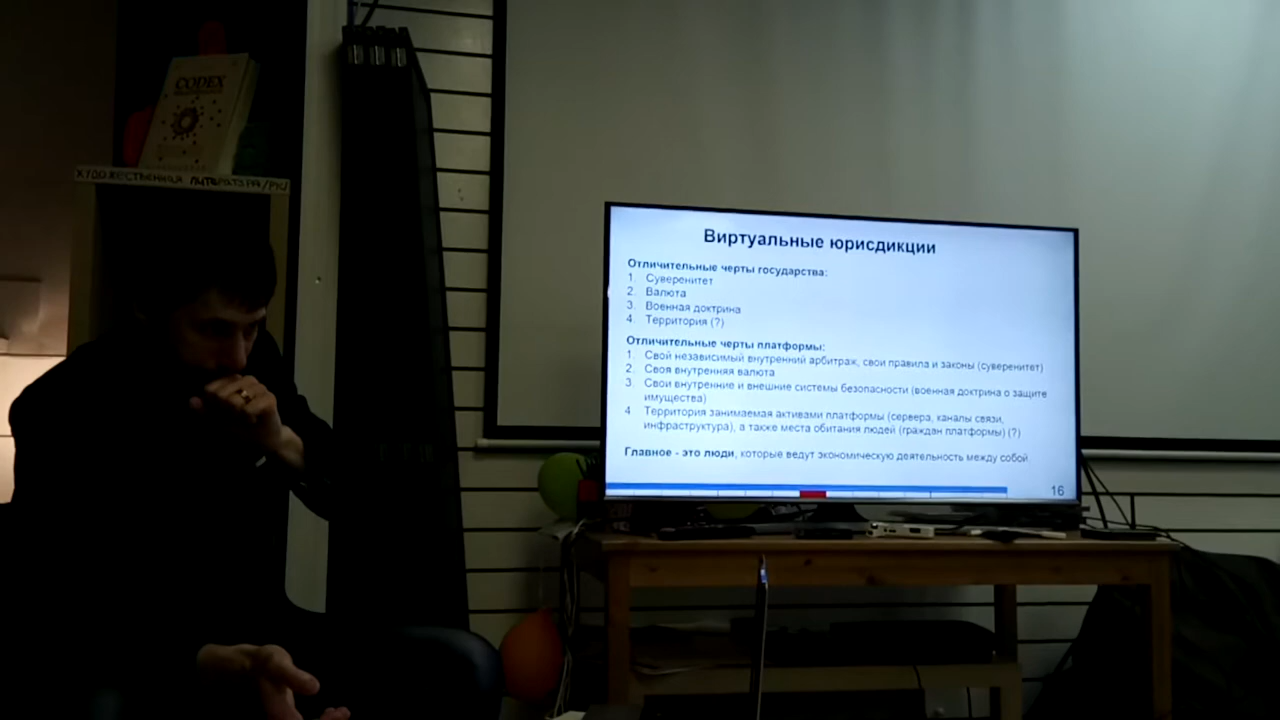 CODEX
ХУДОЖЕСТВЕННАЯ ЛИТЕРАТУРА/РУС
Виртуальные юрисдикции
Отличительные черты государства:
1. Суверенитет
2. Валюта
3. Военная доктрина
4. Территория (?)
Отличительные черты платформы:
1. Свой независимый внутренний арбитраж, свои правила и законы (суверенитет)
2. Своя внутренняя валюта
3. Свои внутренние и внешние системы безопасности (военная доктрина о защите
имущества)
4 Территория занимаемая активами платформы (сервера, каналы связи,
инфраструктура), а также места обитания людей (граждан платформы) (?)
Главное - это люди, которые ведут экономическую деятельность между собой.
16